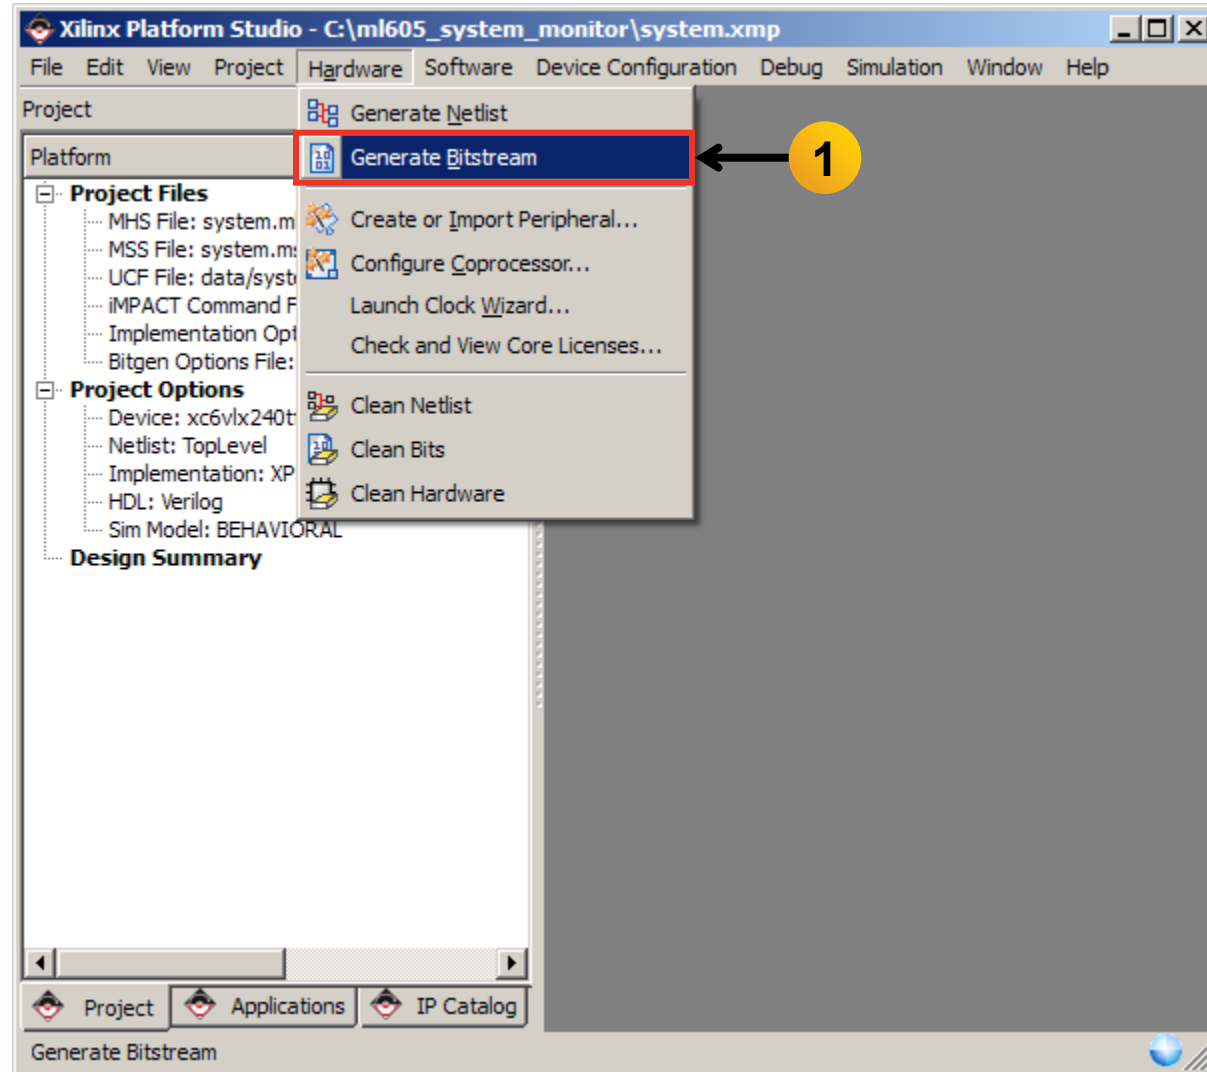 Xilinx Platform Studio - C:\ml605_system_monitor\system.xmp
File Edit View Project Hardware Software Device Configuration Debug Simulation Window Help
Project
Platform
Project Files
MHS File: system.m
MSS File: system.m
UCF File: data/syst
iMPACT Command F
Implementation Opt
Bitgen Options File:
Project Options
Device: xc6vlx240t
Netlist: TopLevel
Implementation: XP
HDL: Verilog
Sim Model: BEHAVIORAL
Design Summary
Generate Netlist
Generate Bitstream
1
Create or Import Peripheral...
Configure Coprocessor...
Launch Clock Wizard...
Check and View Core Licenses...
Clean Netlist
Clean Bits
Clean Hardware
Project Applications IP Catalog
Generate Bitstream